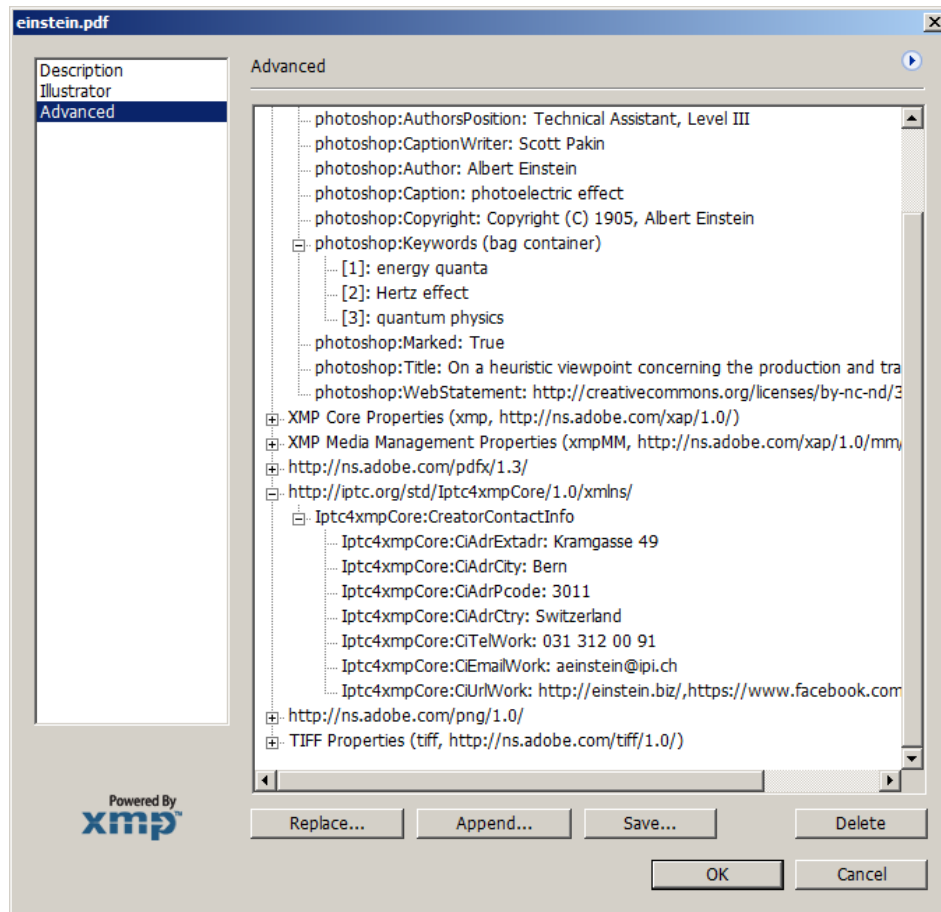 einstein.pdf
Description
Illustrator
Advanced
Advanced
photoshop:AuthorsPosition: Technical Assistant, Level III
photoshop:CaptionWriter: Scott Pakin
photoshop:Author: Albert Einstein
photoshop:Caption: photoelectric effect
photoshop:Copyright: Copyright (C) 1905, Albert Einstein
photoshop:Keywords (bag container)
[1]: energy quanta
[2]: Hertz effect
[3]: quantum physics
photoshop:Marked: True
photoshop:Title: On a heuristic viewpoint concerning the production and tra
photoshop:WebStatement: http://creativecommons.org/licenses/by-nc-nd/3
XMP Core Properties (xmp, http://ns.adobe.com/xap/1.0/)
XMP Media Management Properties (xmpMM, http://ns.adobe.com/xap/1.0/mm/
http://ns.adobe.com/pdfx/1.3/
http://iptc.org/std/Iptc4xmpCore/1.0/xmlns/
Iptc4xmpCore:CreatorContactInfo
Iptc4xmpCore:CiAdrExtadr: Kramgasse 49
Iptc4xmpCore:CiAdrCity: Bern
Iptc4xmpCore:CiAdrPcode: 3011
Iptc4xmpCore:CiAdrCtry: Switzerland
Iptc4xmpCore:CiTelWork: 031 312 00 91
Iptc4xmpCore:CiEmailWork: aeinstein@ipi.ch
Iptc4xmpCore:CiUrlWork: http://einstein.biz/,https://www.facebook.com
http://ns.adobe.com/png/1.0/
TIFF Properties (tiff, http://ns.adobe.com/tiff/1.0/)
Powered By
xmp™
Replace... Append... Save... Delete
OK Cancel